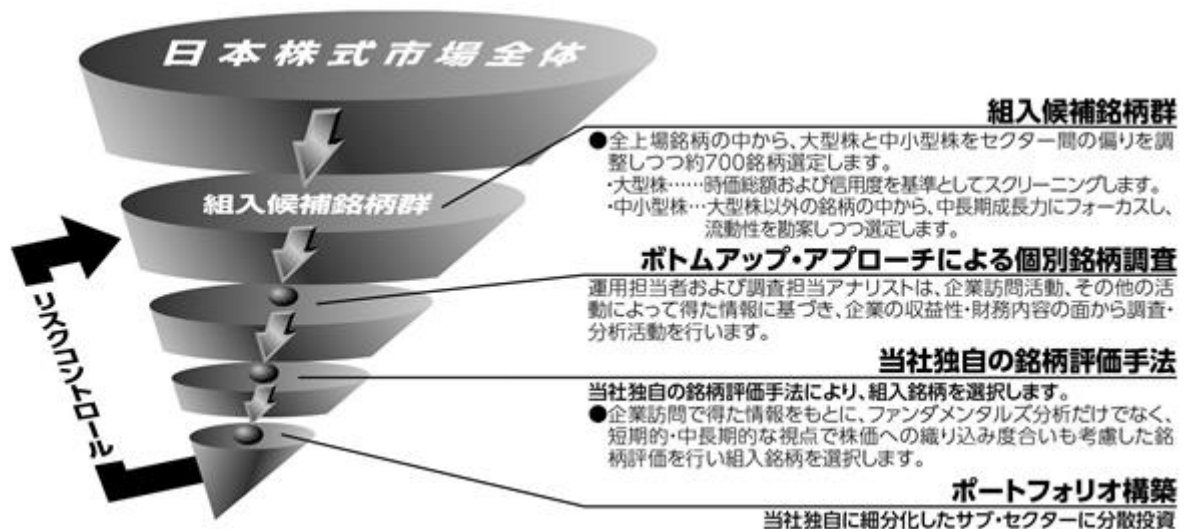 日本株式市場全体
組入候補銘柄群
リスクコントロール
組入候補銘柄群
●全上場銘柄の中から、大型株と中小型株をセクター間の偏りを調
整しつつ約700銘柄選定します。
・大型株……時価総額および信用度を基準としてスクリーニングします。
・中小型株…大型株以外の銘柄の中から、中長期成長力にフォーカスし、
流動性を勘案しつつ選定します。
ボトムアップ・アプローチによる個別銘柄調査
運用担当者および調査担当アナリストは、企業訪問活動、その他の活
動によって得た情報に基づき、企業の収益性・財務内容の面から調査・
分析活動を行います。
当社独自の銘柄評価手法
当社独自の銘柄評価手法により、組入銘柄を選択します。
●企業訪問で得た情報をもとに、ファンダメンタルズ分析だけでなく、
短期的・中長期的な視点で株価への織り込み度合いも考慮した銘
柄評価を行い組入銘柄を選択します。
ポートフォリオ構築
当社独自に細分化したサブ・セクターに分散投資